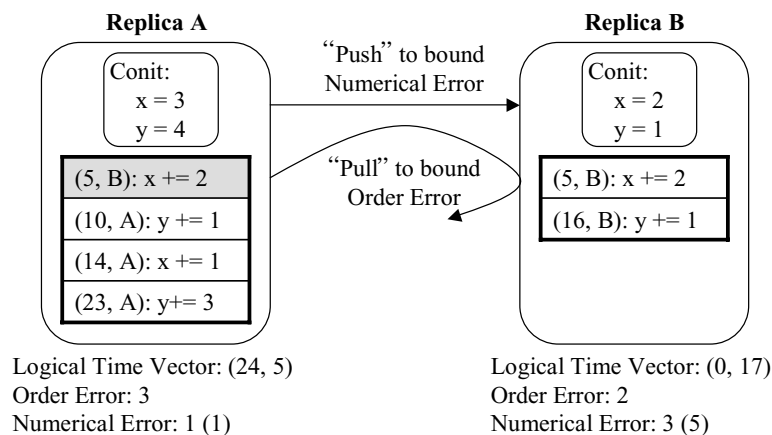 Replica A
Conit:
x = 3
y = 4
(5, B): x += 2
(10, A): y += 1
(14, A): x += 1
(23, A): y+= 3
Logical Time Vector: (24, 5)
Order Error: 3
Numerical Error: 1 (1)
“Push” to bound
Numerical Error
“Pull” to bound
Order Error
Replica B
Conit:
x = 2
y = 1
(5, B): x += 2
(16, B): y += 1
Logical Time Vector: (0, 17)
Order Error: 2
Numerical Error: 3 (5)